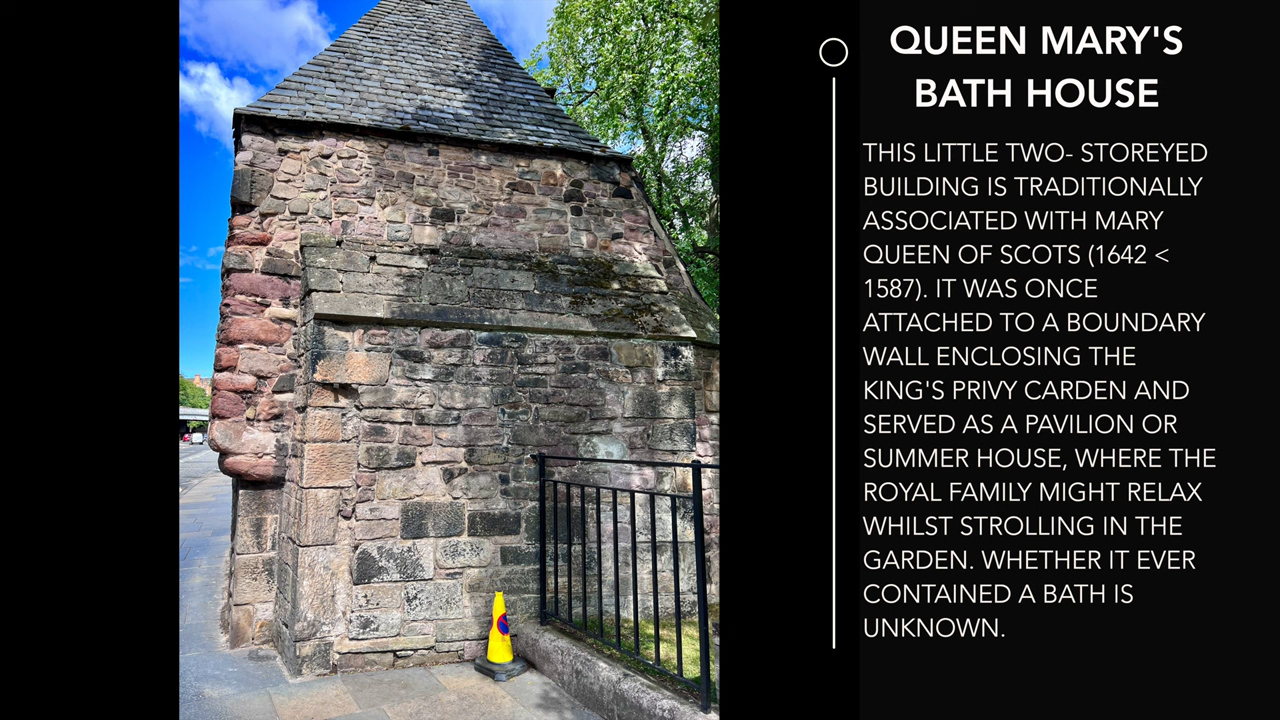 QUEEN MARY'S
BATH HOUSE
THIS LITTLE TWO- STOREYED
BUILDING IS TRADITIONALLY
ASSOCIATED WITH MARY
QUEEN OF SCOTS (1642 <
1587). IT WAS ONCE
ATTACHED TO A BOUNDARY
WALL ENCLOSING THE
KING'S PRIVY CARDEN AND
SERVED AS A PAVILION OR
SUMMER HOUSE, WHERE THE
ROYAL FAMILY MIGHT RELAX
WHILST STROLLING IN THE
GARDEN. WHETHER IT EVER
CONTAINED A BATH IS
UNKNOWN.